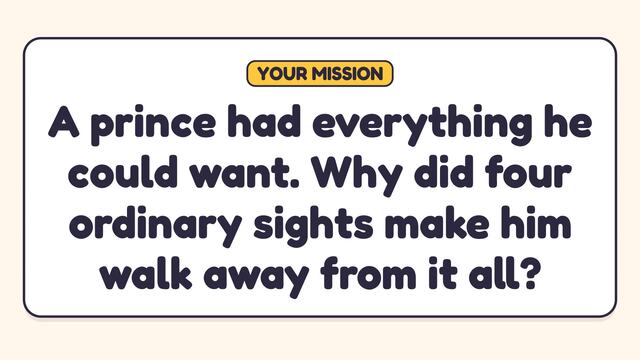 YOUR MISSION
A prince had everything he
could want. Why did four
ordinary sights make him
walk away from it all?